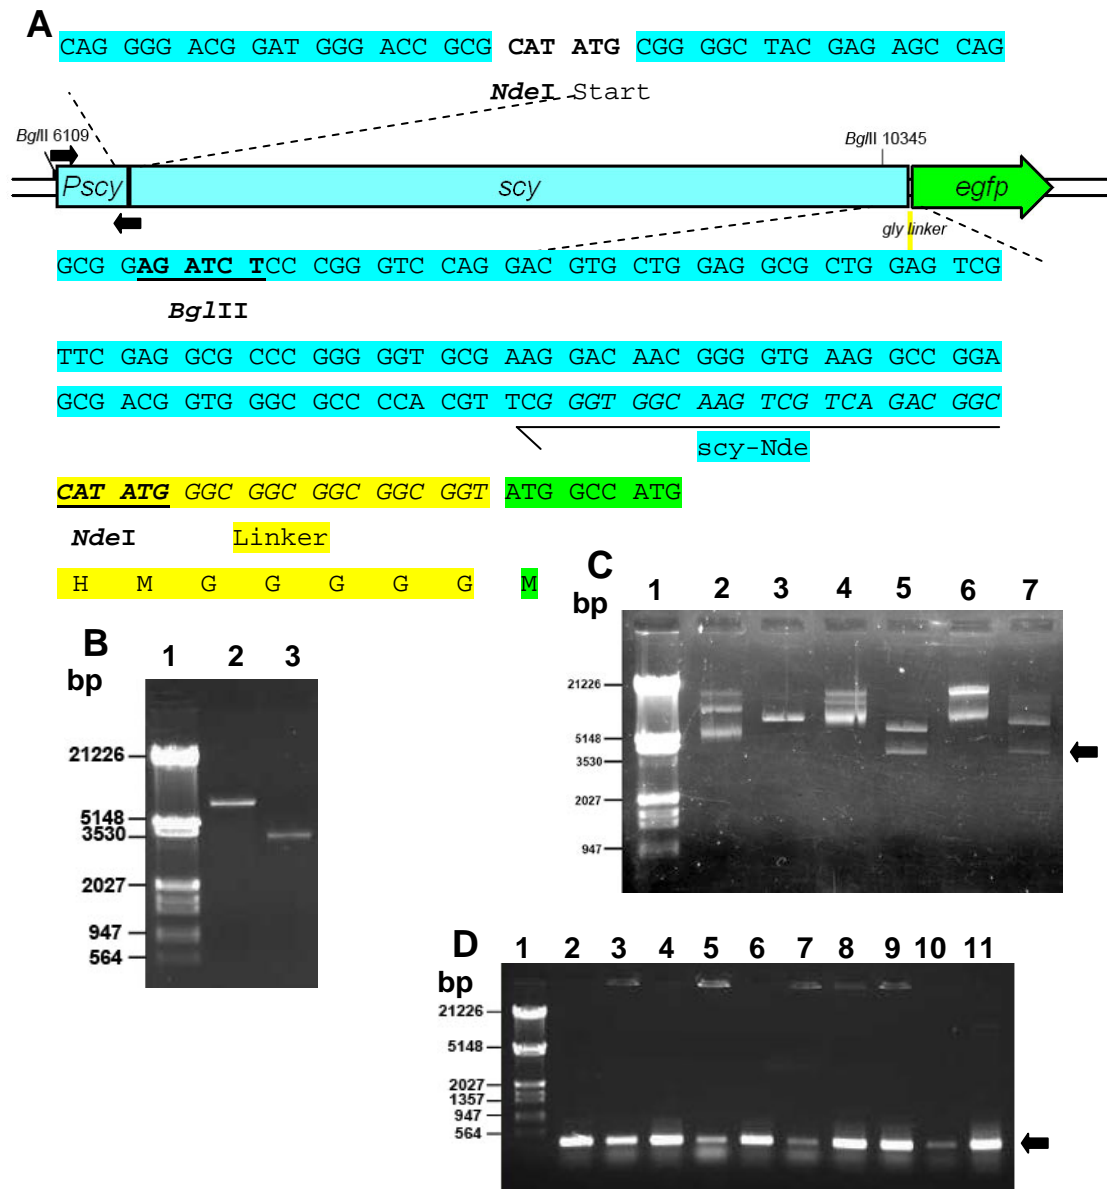 A
CAG GGG ACG GAT GGG ACC GCG CAT ATG CGG GGC TAC GAG AGC CAG
NdeI Start
BglII 6109
BglII 10345
Pscy
scy
egfp
gly linker
GCG GAG ATC TCC CGG GTC CAG GAC GTG CTG GAG GCG CTG GAG TCG
BglII
TTC GAG GCG CCC GGG GGT GCG AAG GAC AAC GGG GTG AAG GCC GGA
GCG ACG GTG GGC GCC CCA CGT TCG GGT GGC AAG TCG TCA GAC GGC
scy-Nde
CAT ATG GGC GGC GGC GGC GGT ATG GCC ATG
NdeI Linker
H M G G G G G M
B
bp
1 2 3
21226
5148
3530
2027
947
564
C
bp
1 2 3 4 5 6 7
21226
5148
3530
2027
947
D
bp
1 2 3 4 5 6 7 8 9 10 11
21226
5148
2027
1357
947
564